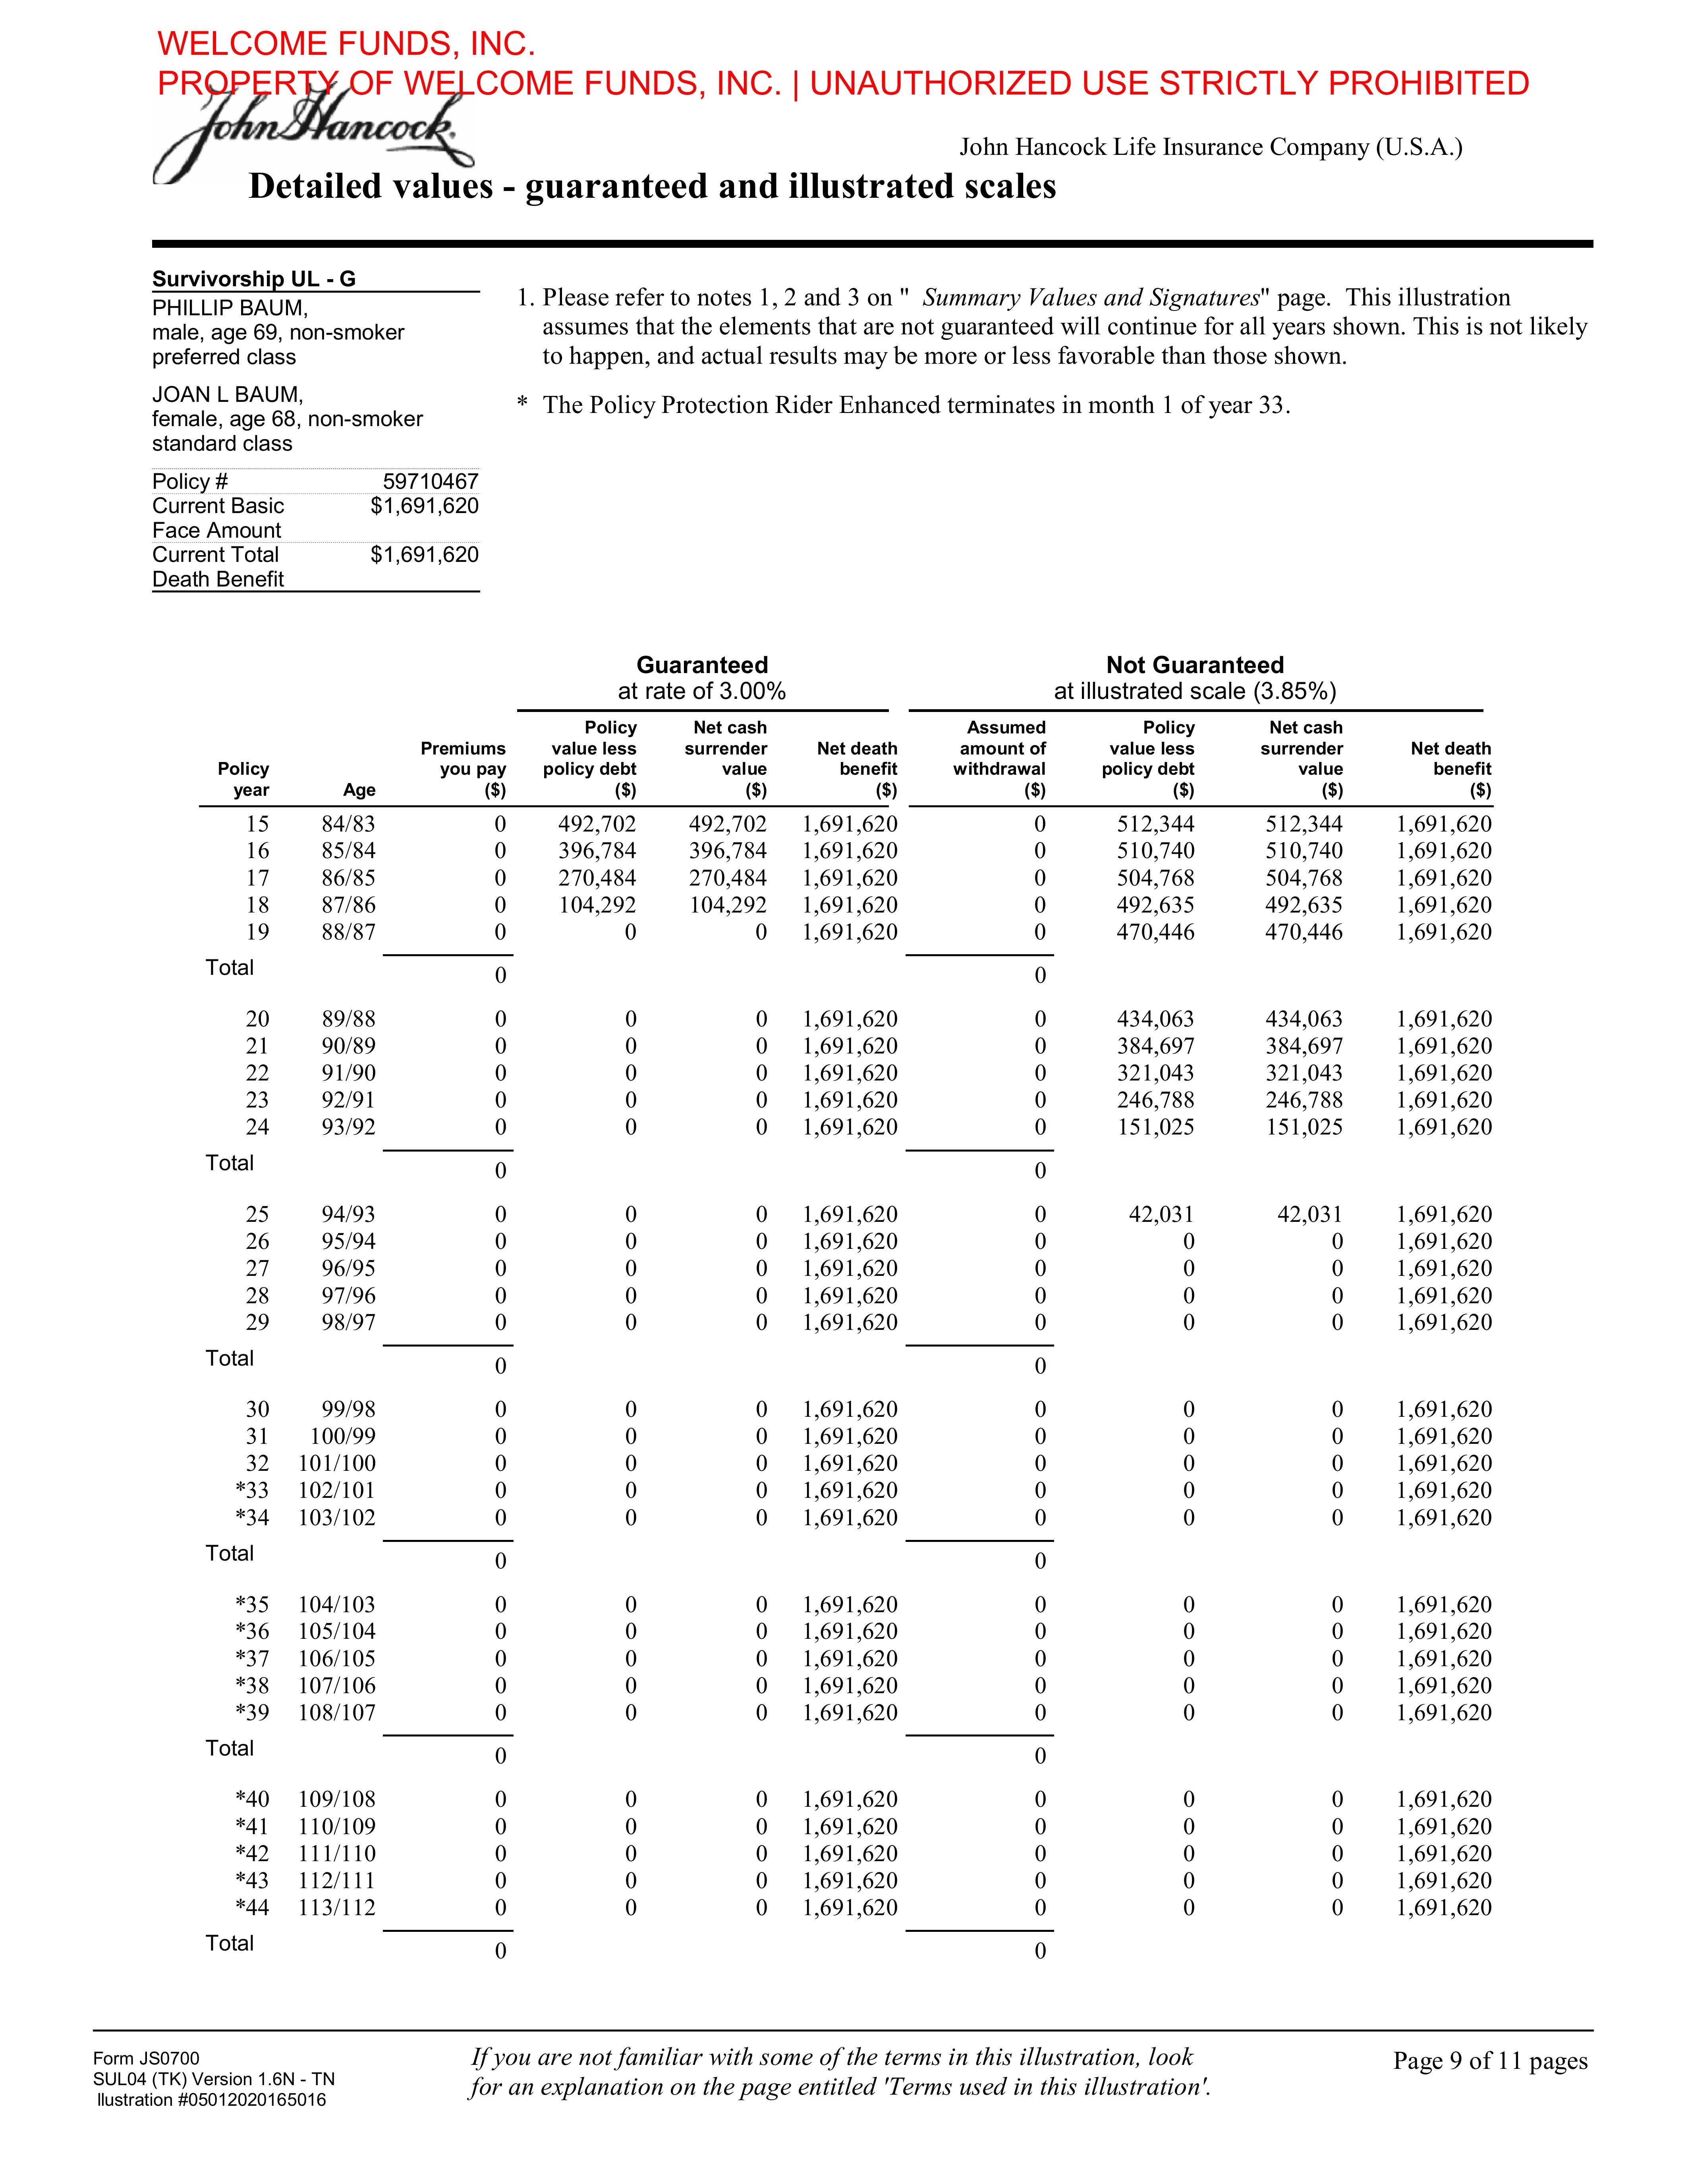 WELCOME FUNDS, INC.
PROPERTY OF WELCOME FUNDS, INC. | UNAUTHORIZED USE STRICTLY PROHIBITED
John Hancock.
John Hancock Life Insurance Company (U.S.A.)
Detailed values - guaranteed and illustrated scales
Survivorship UL - G
PHILLIP BAUM,
male, age 69, non-smoker
preferred class
JOAN L BAUM,
female, age 68, non-smoker
standard class
Policy # 59710467
Current Basic $1,691,620
Face Amount
Current Total $1,691,620
Death Benefit
1. Please refer to notes 1, 2 and 3 on " Summary Values and Signatures" page. This illustration
assumes that the elements that are not guaranteed will continue for all years shown. This is not likely
to happen, and actual results may be more or less favorable than those shown.
* The Policy Protection Rider Enhanced terminates in month 1 of year 33.
Guaranteed Not Guaranteed
at rate of 3.00% at illustrated scale (3.85%)
Policy Net cash Assumed Policy Net cash
Premiums value less surrender Net death amount of value less surrender Net death
Policy you pay policy debt value benefit withdrawal policy debt value benefit
year Age ($) ($) ($) ($) ($) ($) ($) ($)
15 84/83 0 492,702 492,702 1,691,620 0 512,344 512,344 1,691,620
16 85/84 0 396,784 396,784 1,691,620 0 510,740 510,740 1,691,620
17 86/85 0 270,484 270,484 1,691,620 0 504,768 504,768 1,691,620
18 87/86 0 104,292 104,292 1,691,620 0 492,635 492,635 1,691,620
19 88/87 0 0 0 1,691,620 0 470,446 470,446 1,691,620
Total 0 0
20 89/88 0 0 0 1,691,620 0 434,063 434,063 1,691,620
21 90/89 0 0 0 1,691,620 0 384,697 384,697 1,691,620
22 91/90 0 0 0 1,691,620 0 321,043 321,043 1,691,620
23 92/91 0 0 0 1,691,620 0 246,788 246,788 1,691,620
24 93/92 0 0 0 1,691,620 0 151,025 151,025 1,691,620
Total 0 0
25 94/93 0 0 0 1,691,620 0 42,031 42,031 1,691,620
26 95/94 0 0 0 1,691,620 0 0 0 1,691,620
27 96/95 0 0 0 1,691,620 0 0 0 1,691,620
28 97/96 0 0 0 1,691,620 0 0 0 1,691,620
29 98/97 0 0 0 1,691,620 0 0 0 1,691,620
Total 0 0
30 99/98 0 0 0 1,691,620 0 0 0 1,691,620
31 100/99 0 0 0 1,691,620 0 0 0 1,691,620
32 101/100 0 0 0 1,691,620 0 0 0 1,691,620
*33 102/101 0 0 0 1,691,620 0 0 0 1,691,620
*34 103/102 0 0 0 1,691,620 0 0 0 1,691,620
Total 0 0
*35 104/103 0 0 0 1,691,620 0 0 0 1,691,620
*36 105/104 0 0 0 1,691,620 0 0 0 1,691,620
*37 106/105 0 0 0 1,691,620 0 0 0 1,691,620
*38 107/106 0 0 0 1,691,620 0 0 0 1,691,620
*39 108/107 0 0 0 1,691,620 0 0 0 1,691,620
Total 0 0
*40 109/108 0 0 0 1,691,620 0 0 0 1,691,620
*41 110/109 0 0 0 1,691,620 0 0 0 1,691,620
*42 111/110 0 0 0 1,691,620 0 0 0 1,691,620
*43 112/111 0 0 0 1,691,620 0 0 0 1,691,620
*44 113/112 0 0 0 1,691,620 0 0 0 1,691,620
Total 0 0
Form JS0700
SUL04 (TK) Version 1.6N - TN
llustration #05012020165016
If you are not familiar with some of the terms in this illustration, look
for an explanation on the page entitled 'Terms used in this illustration'.
Page 9 of 11 pages